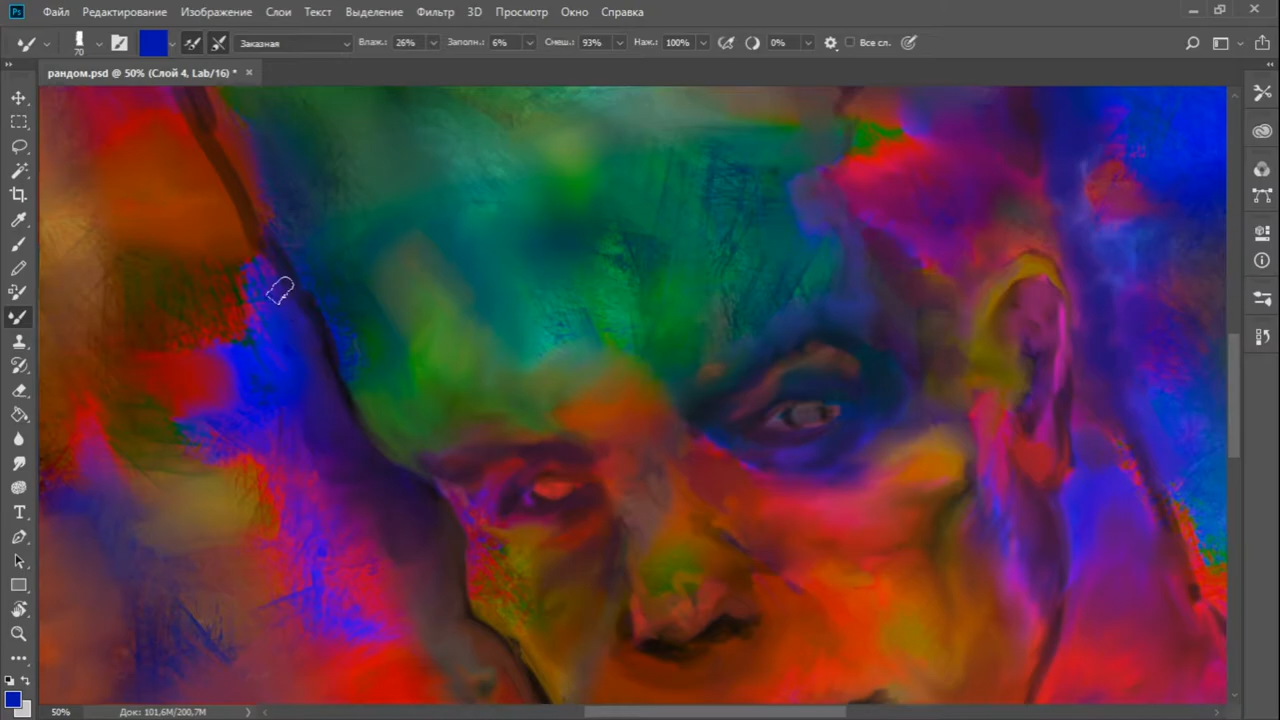 Ps Файл Редактирование Изображение Слои Текст Выделение Фильтр 3D Просмотр Окно Справка
70 Заказная Влаж.: 26% Заполн.: 6% Смеш.: 93% Наж.: 100% 0% Все сл.
рандом.psd @ 50% (Слой 4, Lab/16) *
50% Док: 101,6M/200,7M